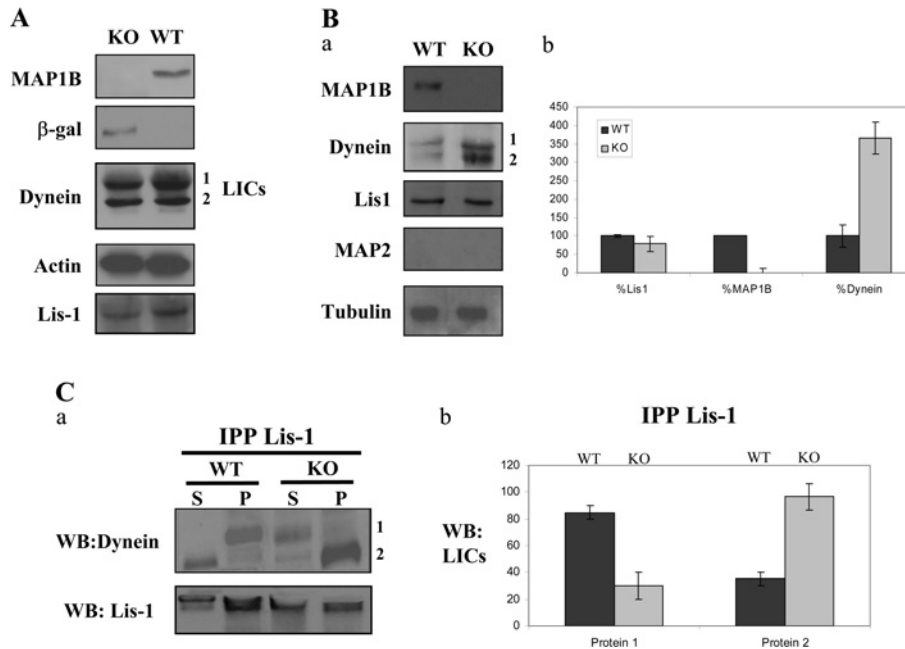 A
KO WT
MAP1B
β-gal
Dynein
1
2
LICs
Actin
Lis-1
B
a
WT KO
MAP1B
Dynein
1
2
Lis1
MAP2
Tubulin
b
450
400
350
300
250
200
150
100
50
0
WT
KO
%Lis1 %MAP1B %Dynein
C
a
IPP Lis-1
WT KO
S P S P
WB:Dynein
1
2
WB: Lis-1
b
IPP Lis-1
WT KO WT KO
WB:
LICs
120
100
80
60
40
20
0
Protein 1 Protein 2